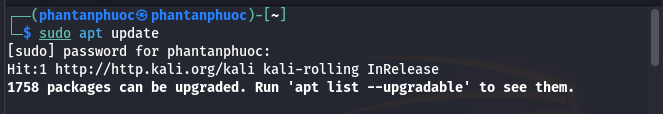 ┌──(phantanphuoc㉿phantanphuoc)-[~]
└─$ sudo apt update
[sudo] password for phantanphuoc:
Hit:1 http://http.kali.org/kali kali-rolling InRelease
1758 packages can be upgraded. Run 'apt list --upgradable' to see them.